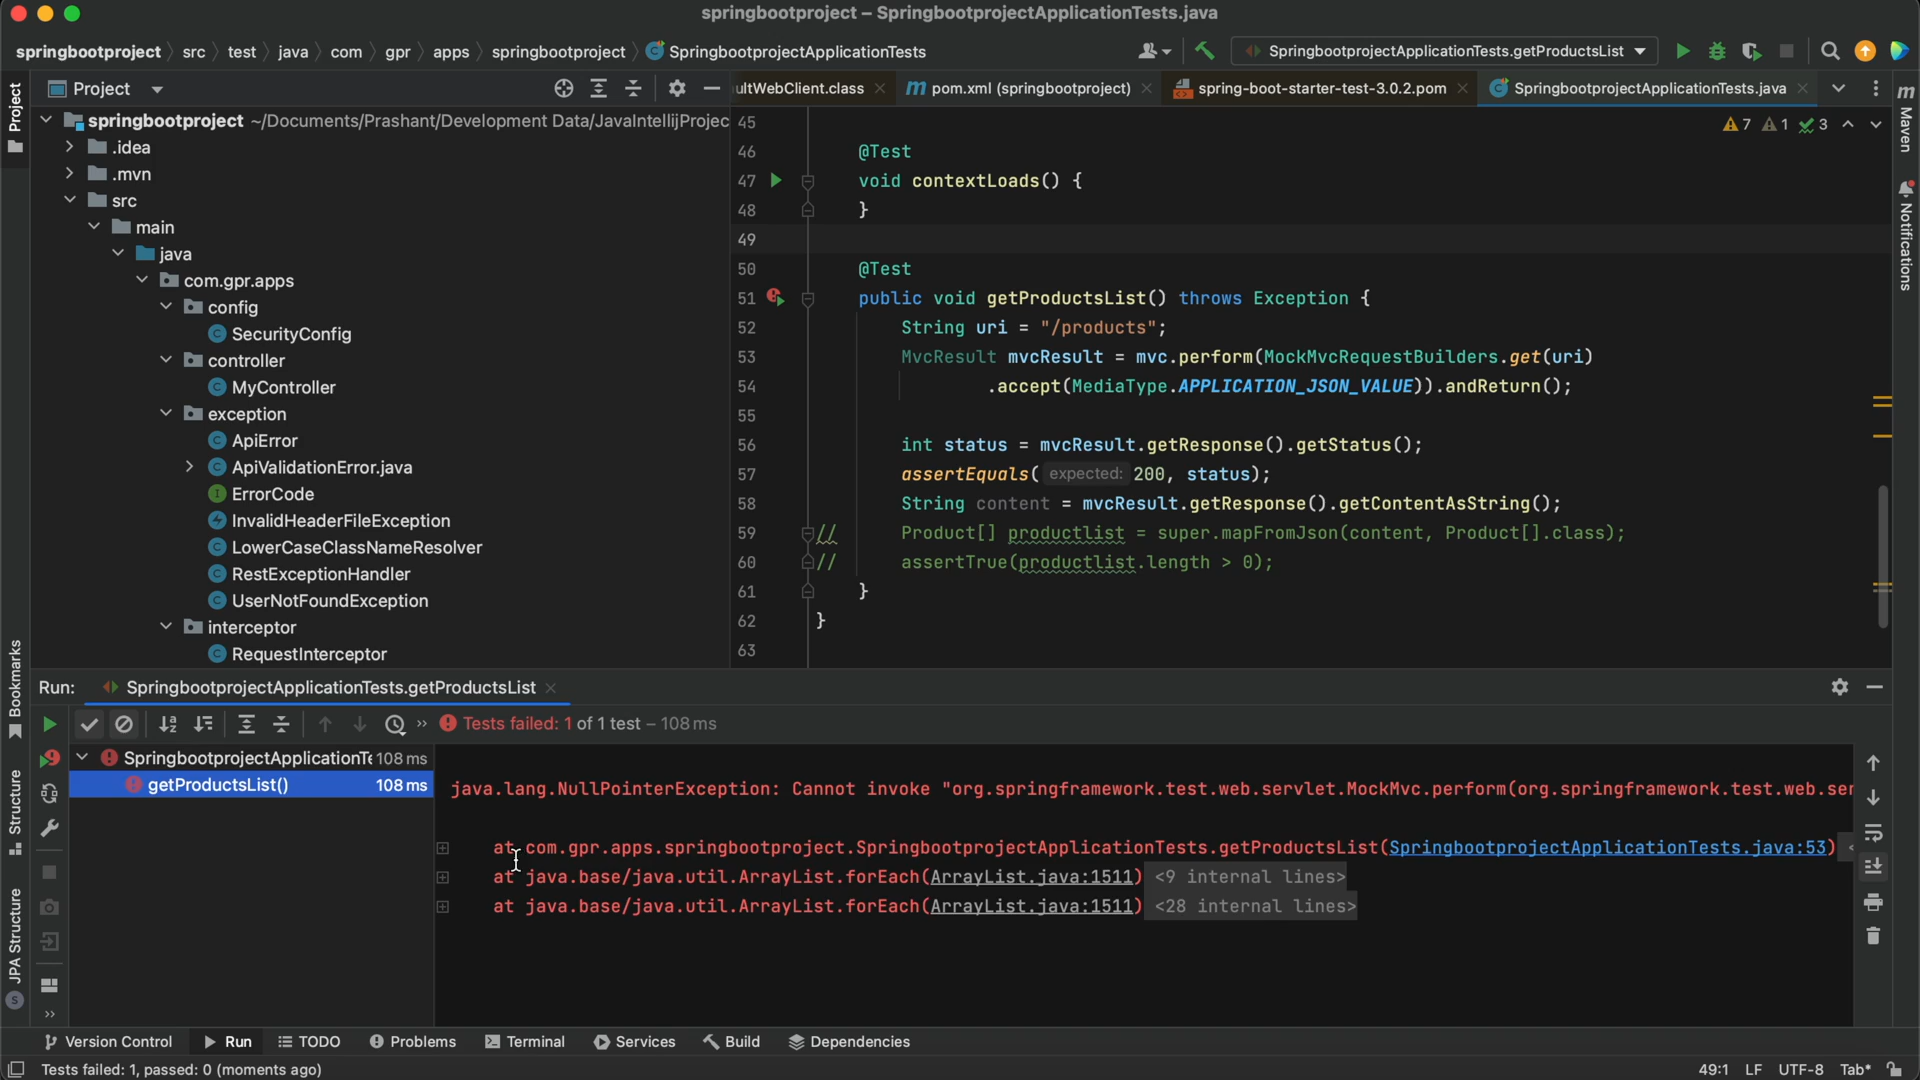 springbootproject – SpringbootprojectApplicationTests.java
springbootproject src test java com gpr apps springbootproject SpringbootprojectApplicationTests
SpringbootprojectApplicationTests.getProductsList
Project
ultWebClient.class
pom.xml (springbootproject)
spring-boot-starter-test-3.0.2.pom
SpringbootprojectApplicationTests.java
springbootproject ~/Documents/Prashant/Development Data/JavaIntellijProjec
.idea
.mvn
src
main
java
com.gpr.apps
config
SecurityConfig
controller
MyController
exception
ApiError
ApiValidationError.java
ErrorCode
InvalidHeaderFileException
LowerCaseClassNameResolver
RestExceptionHandler
UserNotFoundException
interceptor
RequestInterceptor
7 1 3
45
46 @Test
47 void contextLoads() {
48 }
49
50 @Test
51 public void getProductsList() throws Exception {
52 String uri = "/products";
53 MvcResult mvcResult = mvc.perform(MockMvcRequestBuilders.get(uri)
54 .accept(MediaType.APPLICATION_JSON_VALUE)).andReturn();
55
56 int status = mvcResult.getResponse().getStatus();
57 assertEquals( expected: 200, status);
58 String content = mvcResult.getResponse().getContentAsString();
59 // Product[] productlist = super.mapFromJson(content, Product[].class);
60 // assertTrue(productlist.length > 0);
61 }
62 }
63
Project
Bookmarks
Structure
JPA Structure
m
Maven
Notifications
Run: SpringbootprojectApplicationTests.getProductsList
Tests failed: 1 of 1 test – 108 ms
SpringbootprojectApplicationTe 108 ms
getProductsList() 108 ms
java.lang.NullPointerException: Cannot invoke "org.springframework.test.web.servlet.MockMvc.perform(org.springframework.test.web.ser
at com.gpr.apps.springbootproject.SpringbootprojectApplicationTests.getProductsList(SpringbootprojectApplicationTests.java:53) <
at java.base/java.util.ArrayList.forEach(ArrayList.java:1511) <9 internal lines>
at java.base/java.util.ArrayList.forEach(ArrayList.java:1511) <28 internal lines>
Version Control Run TODO Problems Terminal Services Build Dependencies
Tests failed: 1, passed: 0 (moments ago)
49:1 LF UTF-8 Tab*